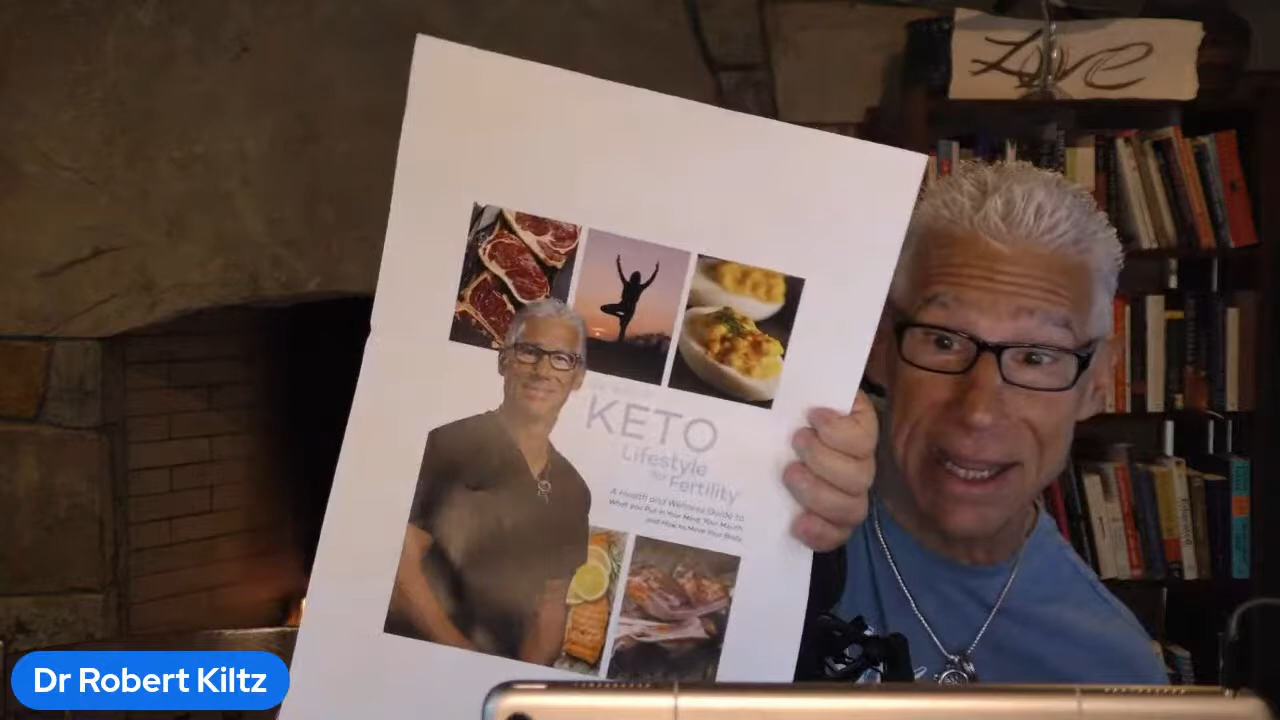 Love
KETO
Lifestyle
for Fertility
A Health and Wellness Guide to
What you Put in Your Mind, Your Mouth
and How to Move Your Body
Dr Robert Kiltz